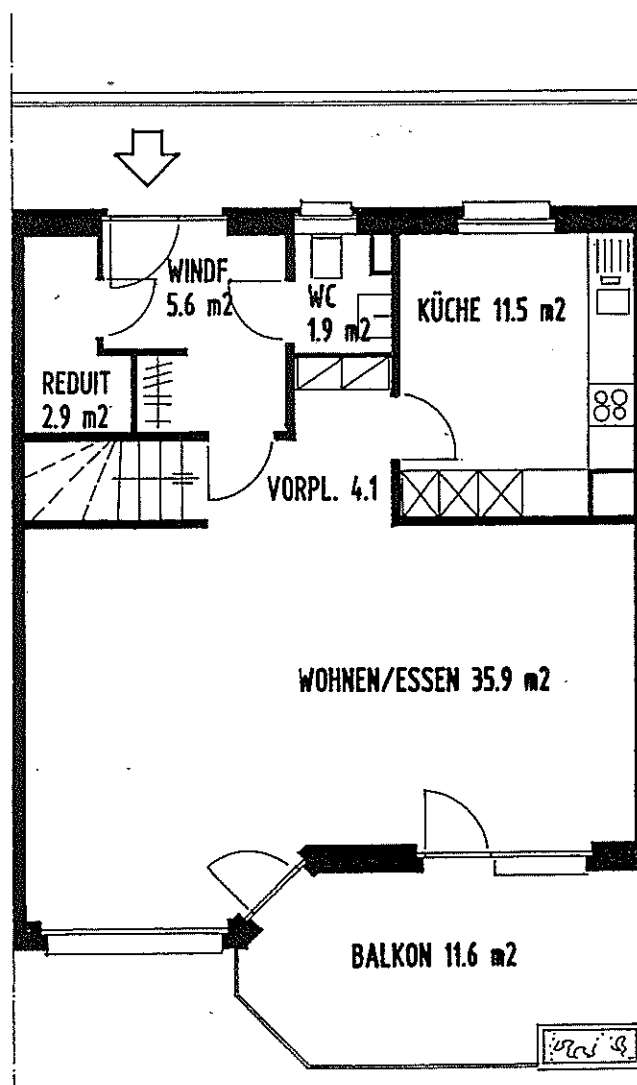 WINDF.
5.6 m2
WC
1.9 m2
KÜCHE 11.5 m2
REDUIT
2.9 m2
VORPL. 4.1
WOHNEN/ESSEN 35.9 m2
BALKON 11.6 m2